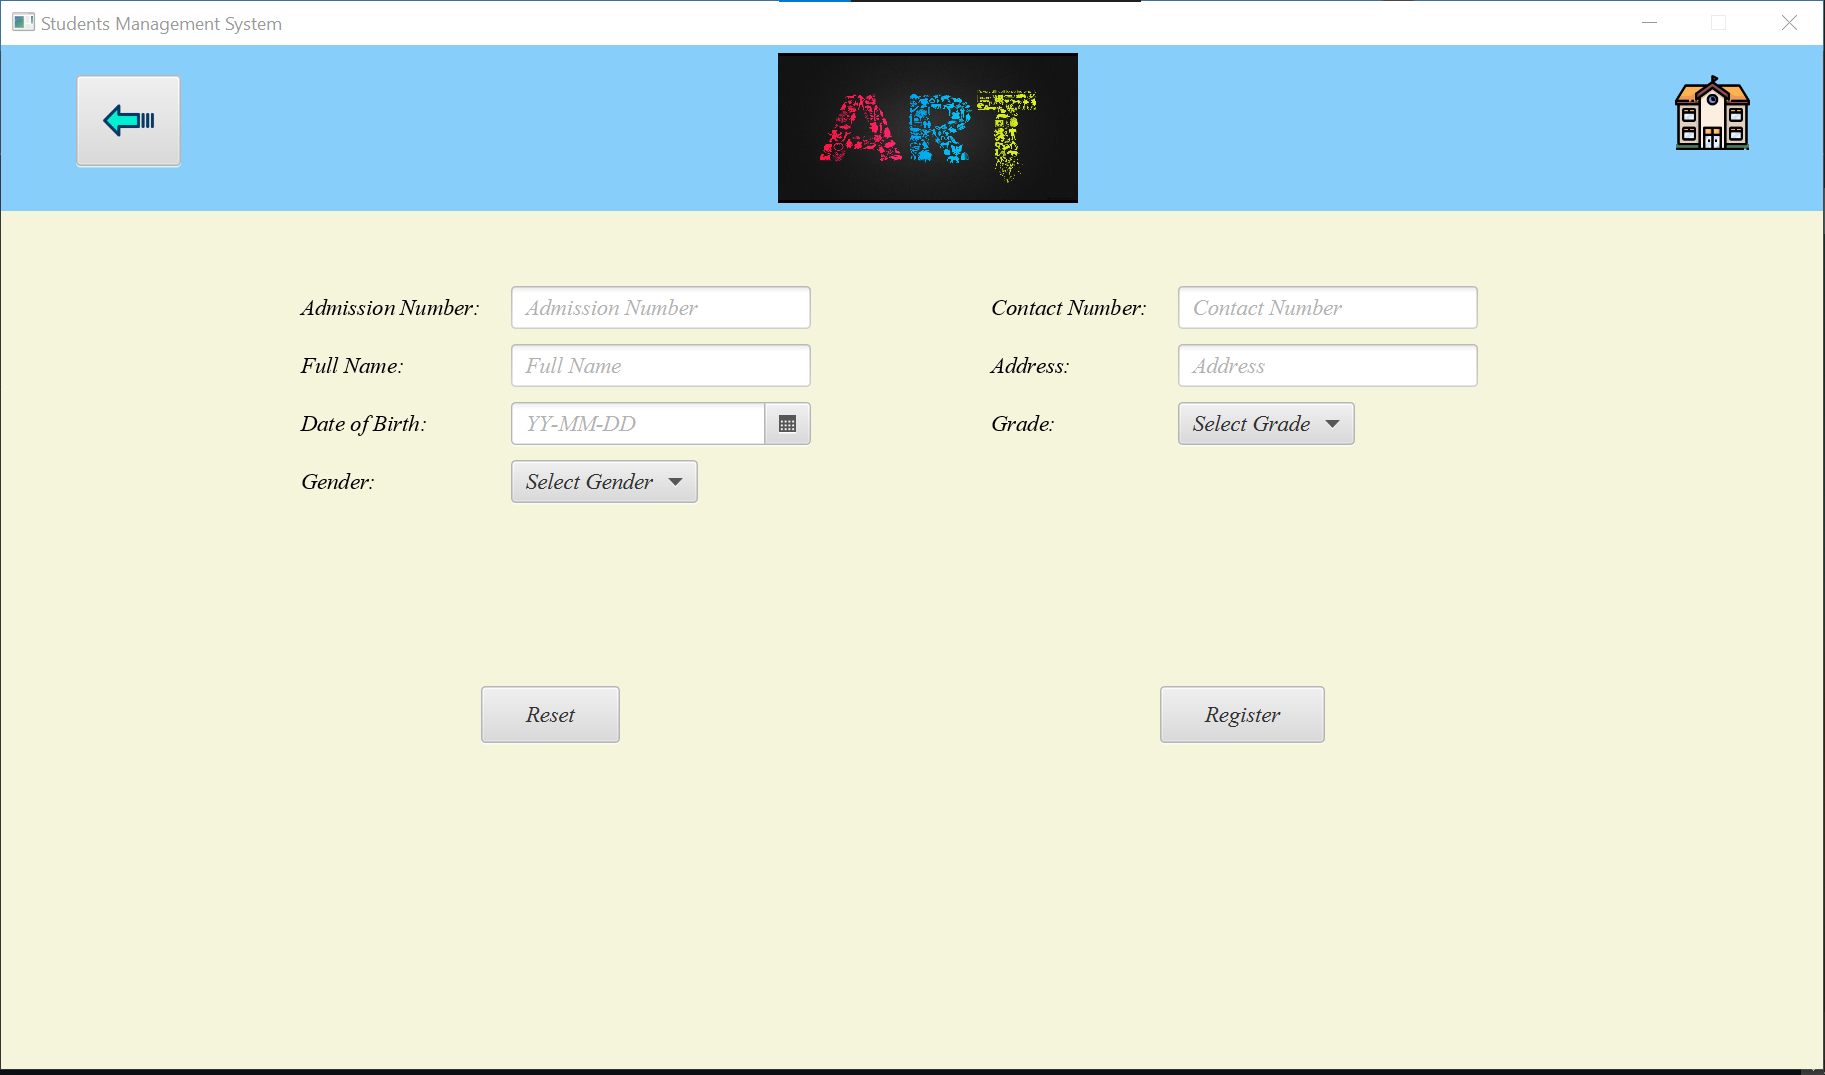 Students Management System
ART
Admission Number: Admission Number
Full Name: Full Name
Date of Birth: YY-MM-DD
Gender: Select Gender
Contact Number: Contact Number
Address: Address
Grade: Select Grade
Reset
Register